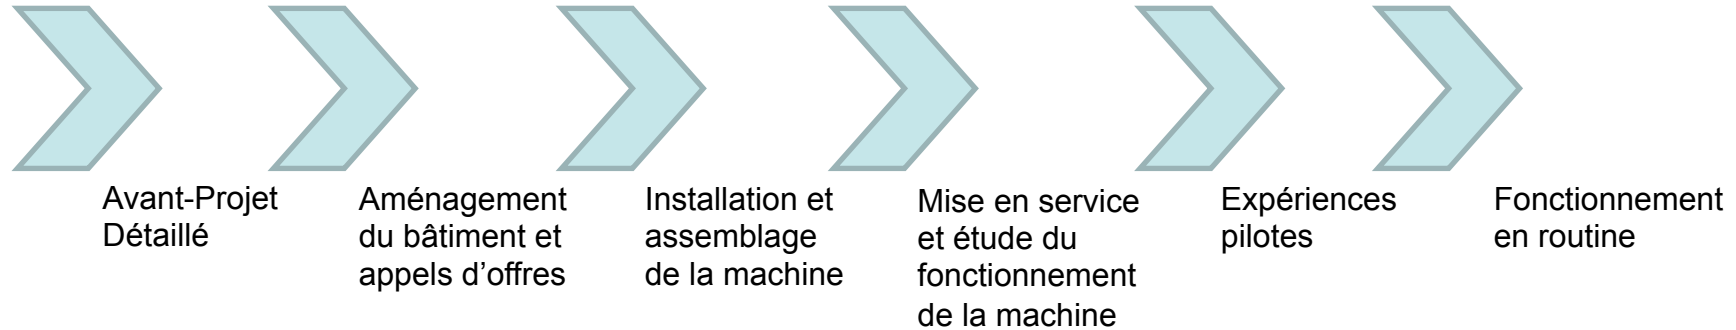 Avant-Projet
Détaillé
Aménagement
du bâtiment et
appels d’offres
Installation et
assemblage
de la machine
Mise en service
et étude du
fonctionnement
de la machine
Expériences
pilotes
Fonctionnement
en routine